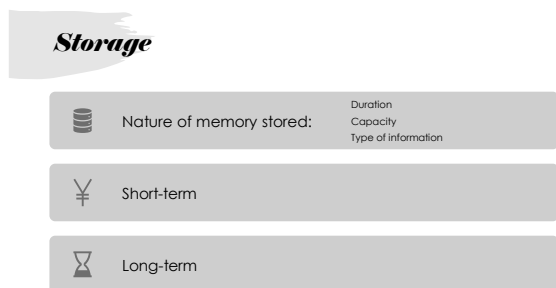 Storage
Nature of memory stored:
Duration
Capacity
Type of information
Short-term
Long-term